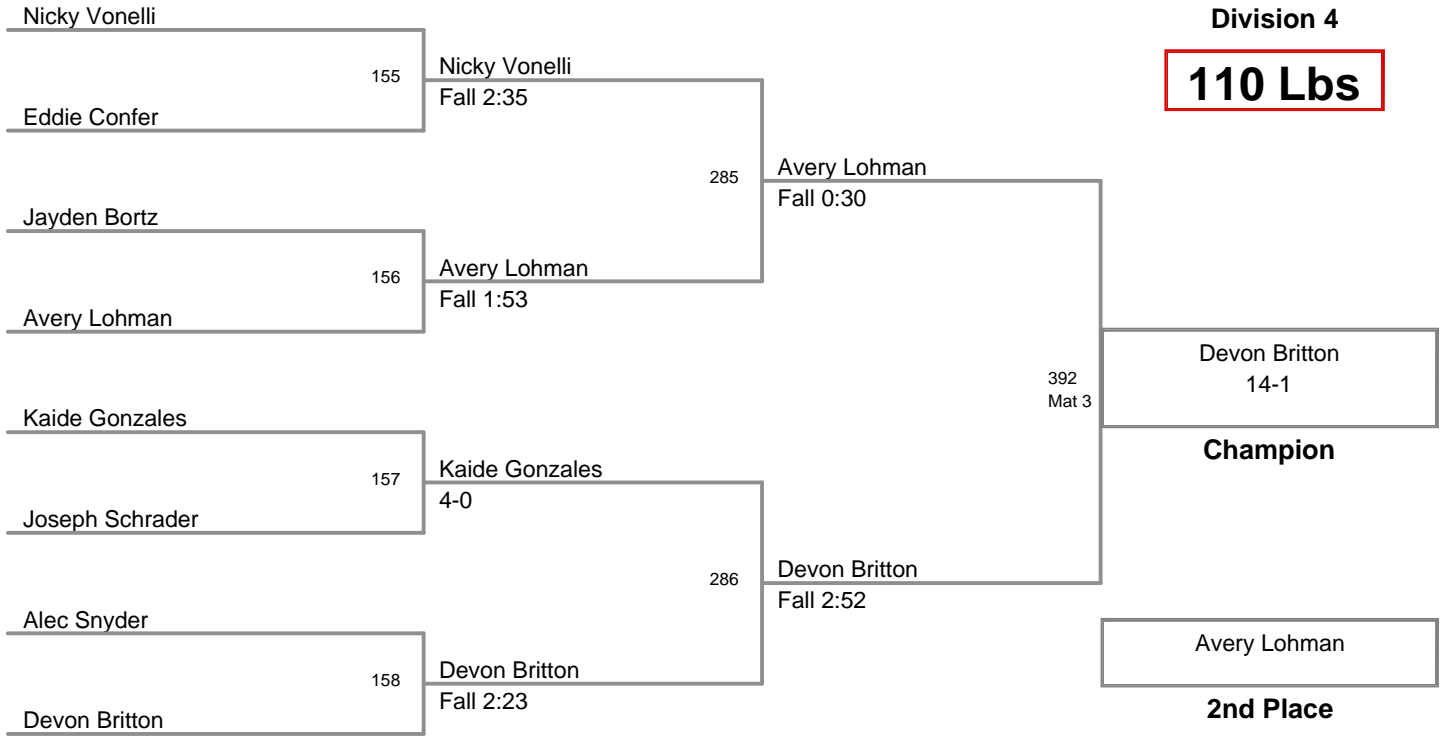 Nicky Vonelli
Division 4
155
Nicky Vonelli
110 Lbs
Fall 2:35
Eddie Confer
285
Avery Lohman
Fall 0:30
Jayden Bortz
156
Avery Lohman
Fall 1:53
Avery Lohman
Devon Britton
14-1
392
Mat 3
Kaide Gonzales
Champion
157
Kaide Gonzales
4-0
Joseph Schrader
286
Devon Britton
Fall 2:52
Alec Snyder
Avery Lohman
158
Devon Britton
Fall 2:23
2nd Place
Devon Britton